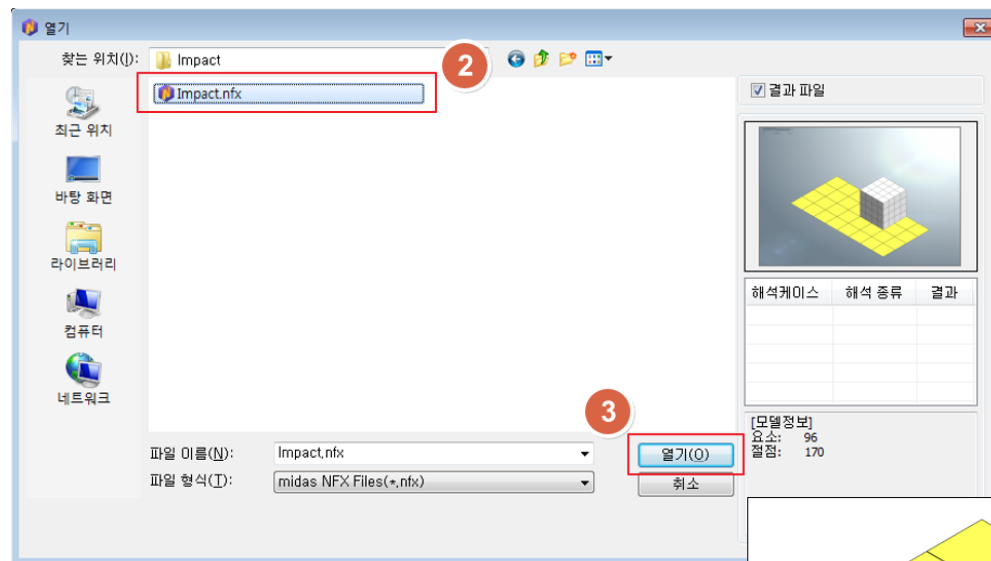 열기
찾는 위치(I):
Impact
2
Impact.nfx
결과 파일
최근 위치
바탕 화면
라이브러리
컴퓨터
네트워크
해석케이스 해석 종류 결과
3
[모델정보]
요소: 96
절점: 170
파일 이름(N): Impact.nfx 열기(O)
파일 형식(T): midas NFX Files(*.nfx) 취소